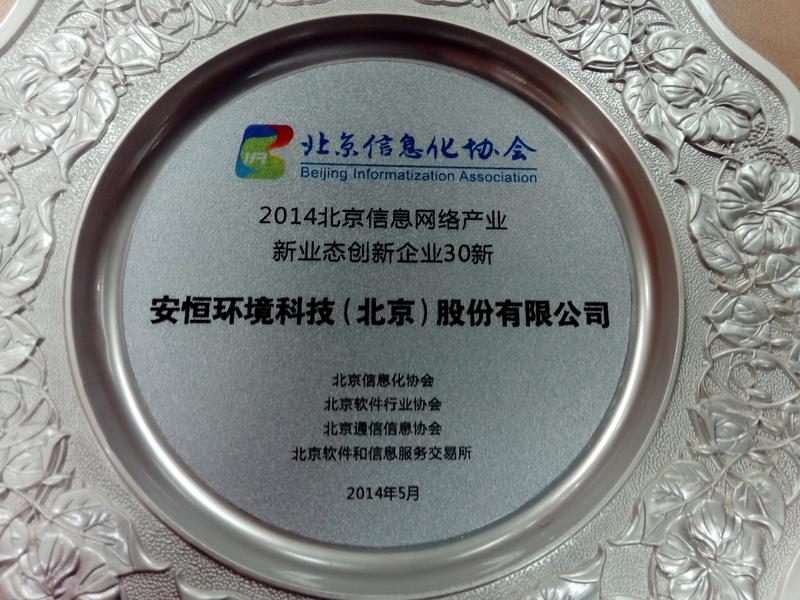 北京信息化协会
Beijing Informatization Association
2014北京信息网络产业
新业态创新企业30新
安恒环境科技（北京）股份有限公司
北京信息化协会
北京软件行业协会
北京通信信息协会
北京软件和信息服务交易所
2014年5月